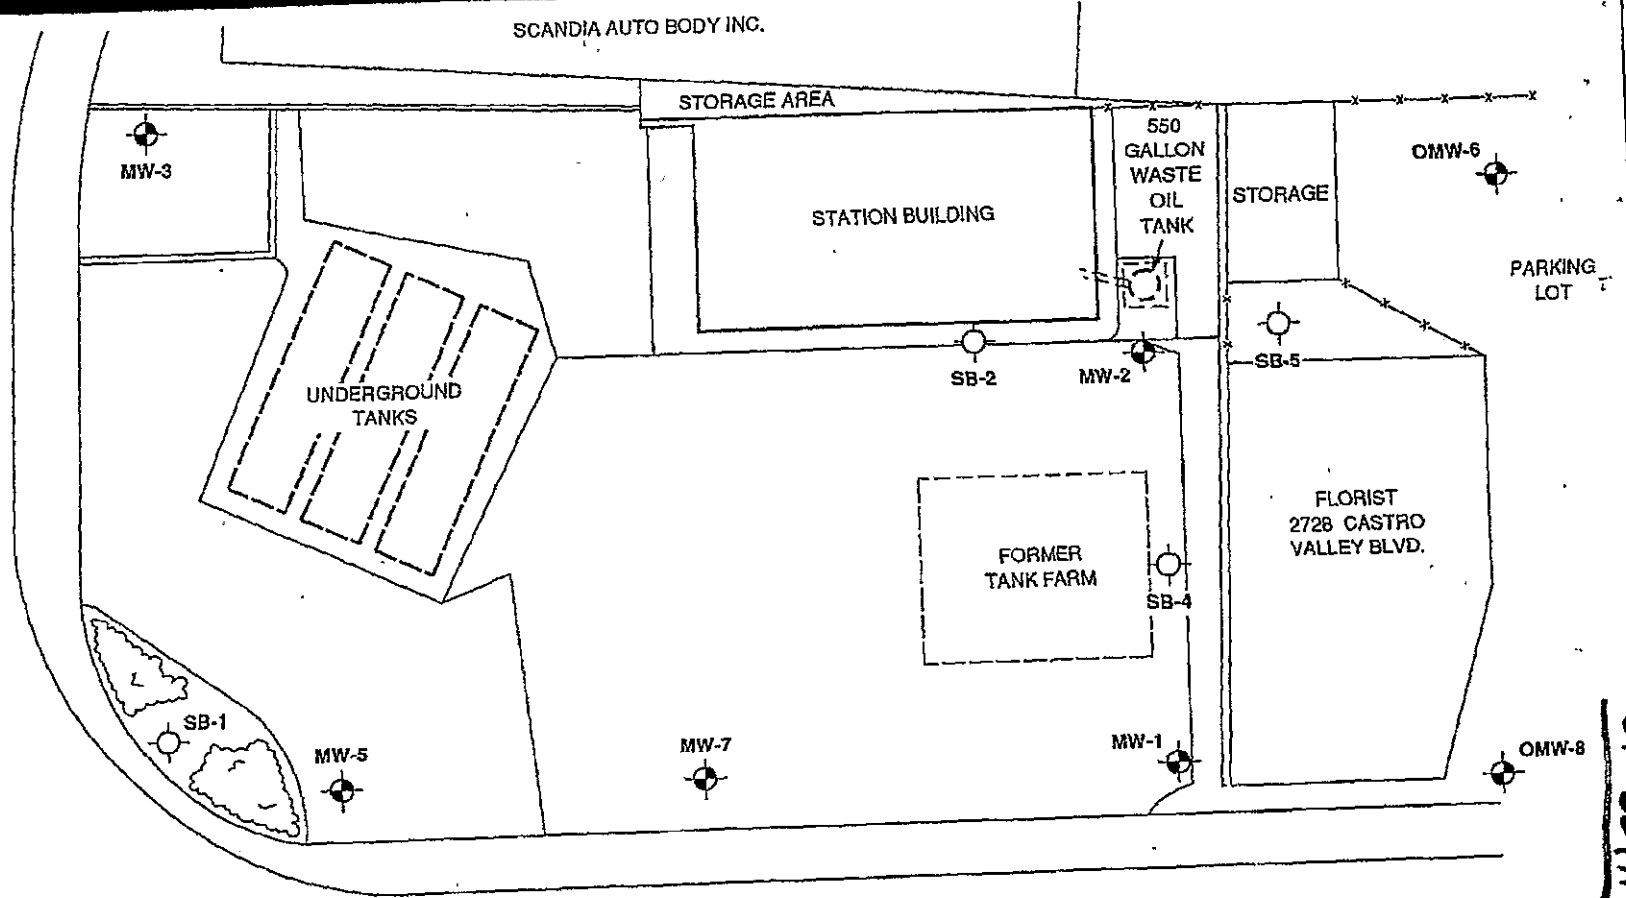 SCANDIA AUTO BODY INC.
STORAGE AREA
MW-3
STATION BUILDING
550
GALLON
WASTE
OIL
TANK
STORAGE
OMW-6
PARKING
LOT
UNDERGROUND
TANKS
SB-2
MW-2
SB-5
FLORIST
2728 CASTRO
VALLEY BLVD.
FORMER
TANK FARM
SB-4
SB-1
MW-5
MW-7
MW-1
OMW-8